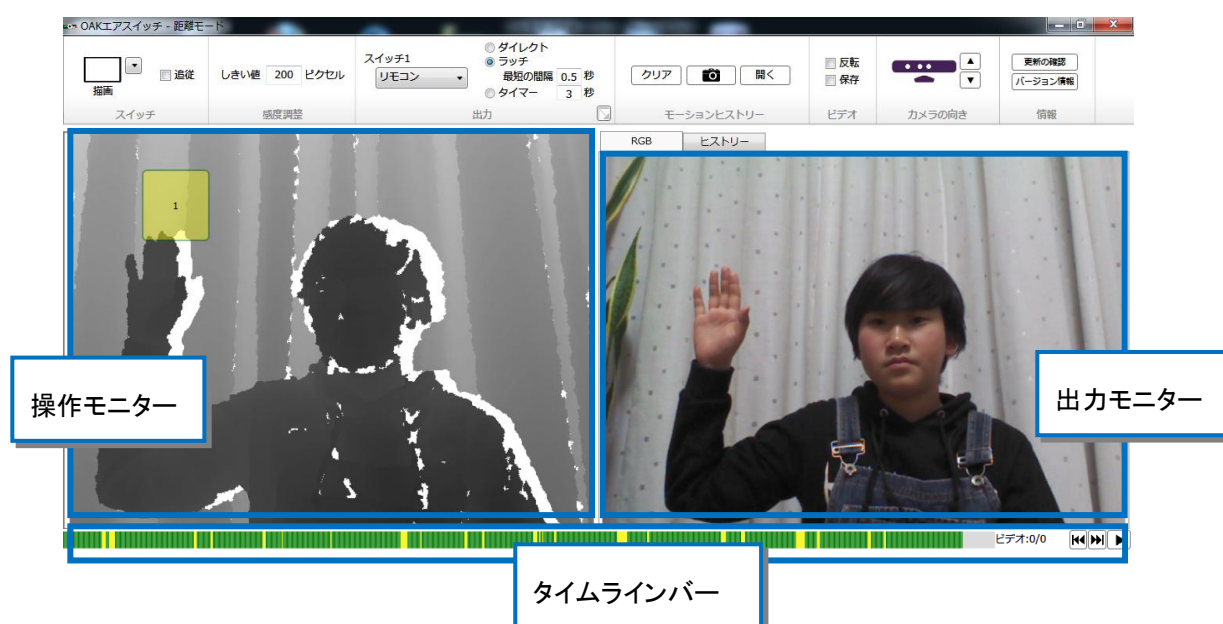 OAKエアスイッチ - 距離モード
描画
追従
スイッチ
しきい値 200 ピクセル
感度調整
スイッチ1
リモコン
ダイレクト
ラッチ
最短の間隔 0.5 秒
タイマー 3 秒
出力
クリア
開く
モーションヒストリー
反転
保存
ビデオ
カメラの向き
更新の確認
バージョン情報
情報
RGB
ヒストリー
1
操作モニター
出力モニター
ビデオ:0/0
タイムラインバー